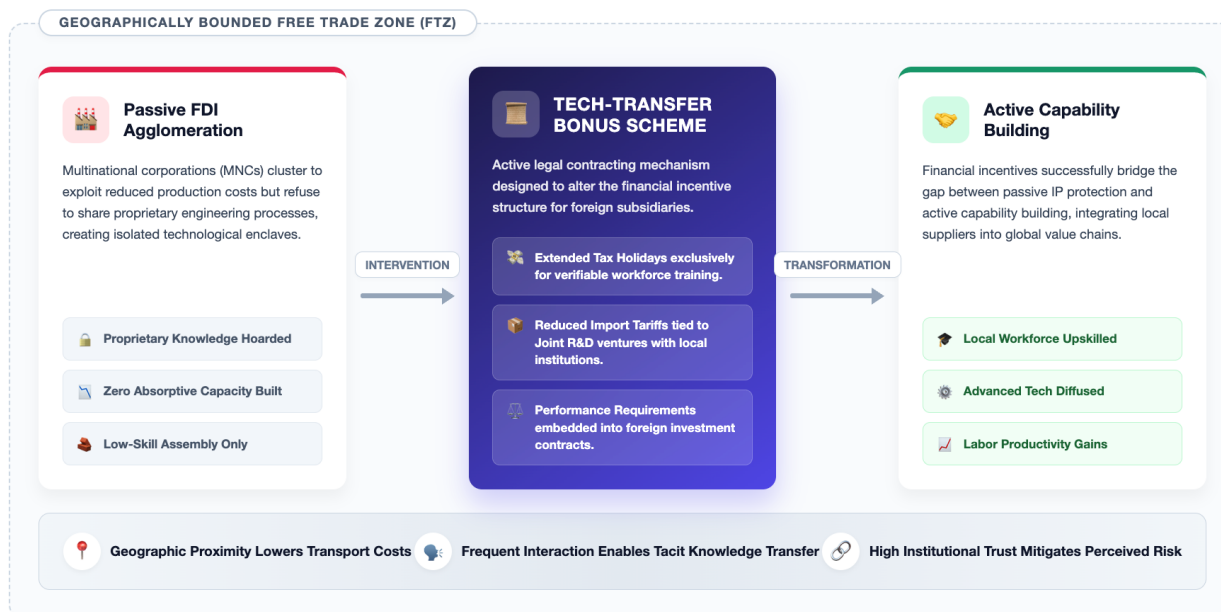 GEOGRAPHICALLY BOUNDED FREE TRADE ZONE (FTZ)
Passive FDI
Agglomeration
Multinational corporations (MNCs) cluster to
exploit reduced production costs but refuse
to share proprietary engineering processes,
creating isolated technological enclaves.
Proprietary Knowledge Hoarded
Zero Absorptive Capacity Built
Low-Skill Assembly Only
INTERVENTION
TECH-TRANSFER
BONUS SCHEME
Active legal contracting mechanism
designed to alter the financial incentive
structure for foreign subsidiaries.
Extended Tax Holidays exclusively
for verifiable workforce training.
Reduced Import Tariffs tied to
Joint R&D ventures with local
institutions.
Performance Requirements
embedded into foreign investment
contracts.
TRANSFORMATION
Active Capability
Building
Financial incentives successfully bridge the
gap between passive IP protection and
active capability building, integrating local
suppliers into global value chains.
Local Workforce Upskilled
Advanced Tech Diffused
Labor Productivity Gains
Geographic Proximity Lowers Transport Costs
Frequent Interaction Enables Tacit Knowledge Transfer
High Institutional Trust Mitigates Perceived Risk